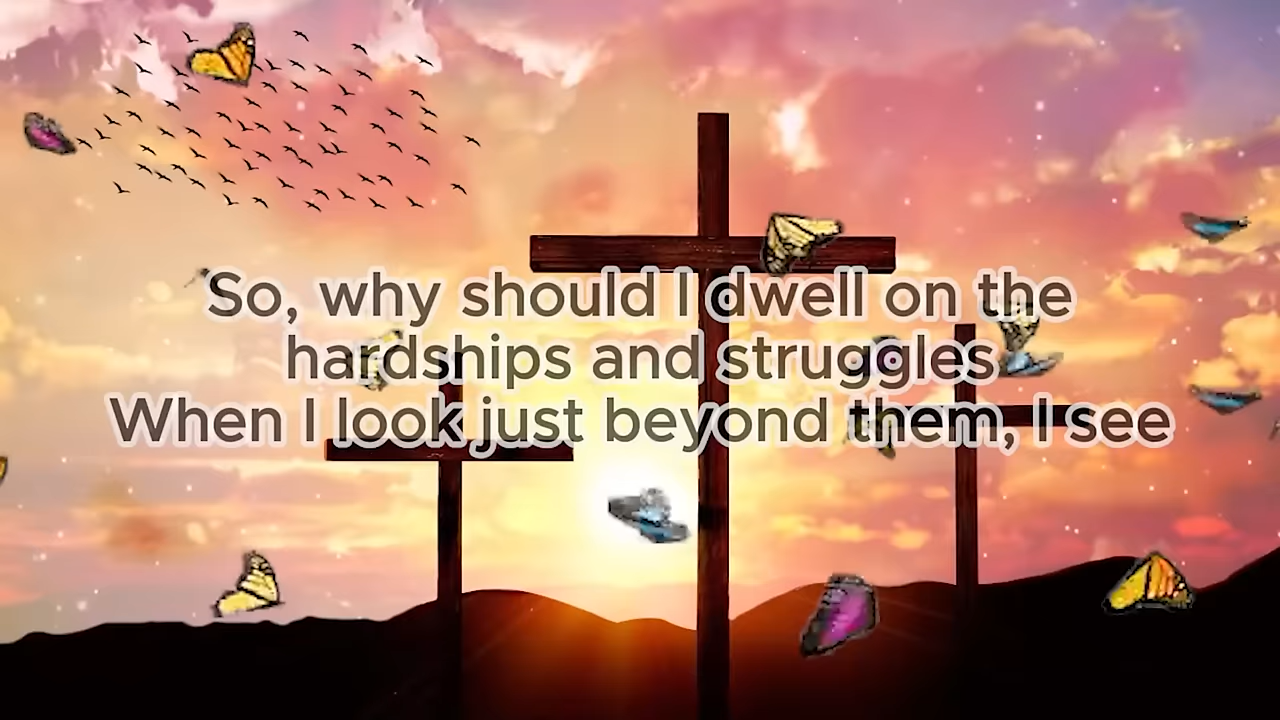 So, why should I dwell on the
hardships and struggles
When I look just beyond them, I see